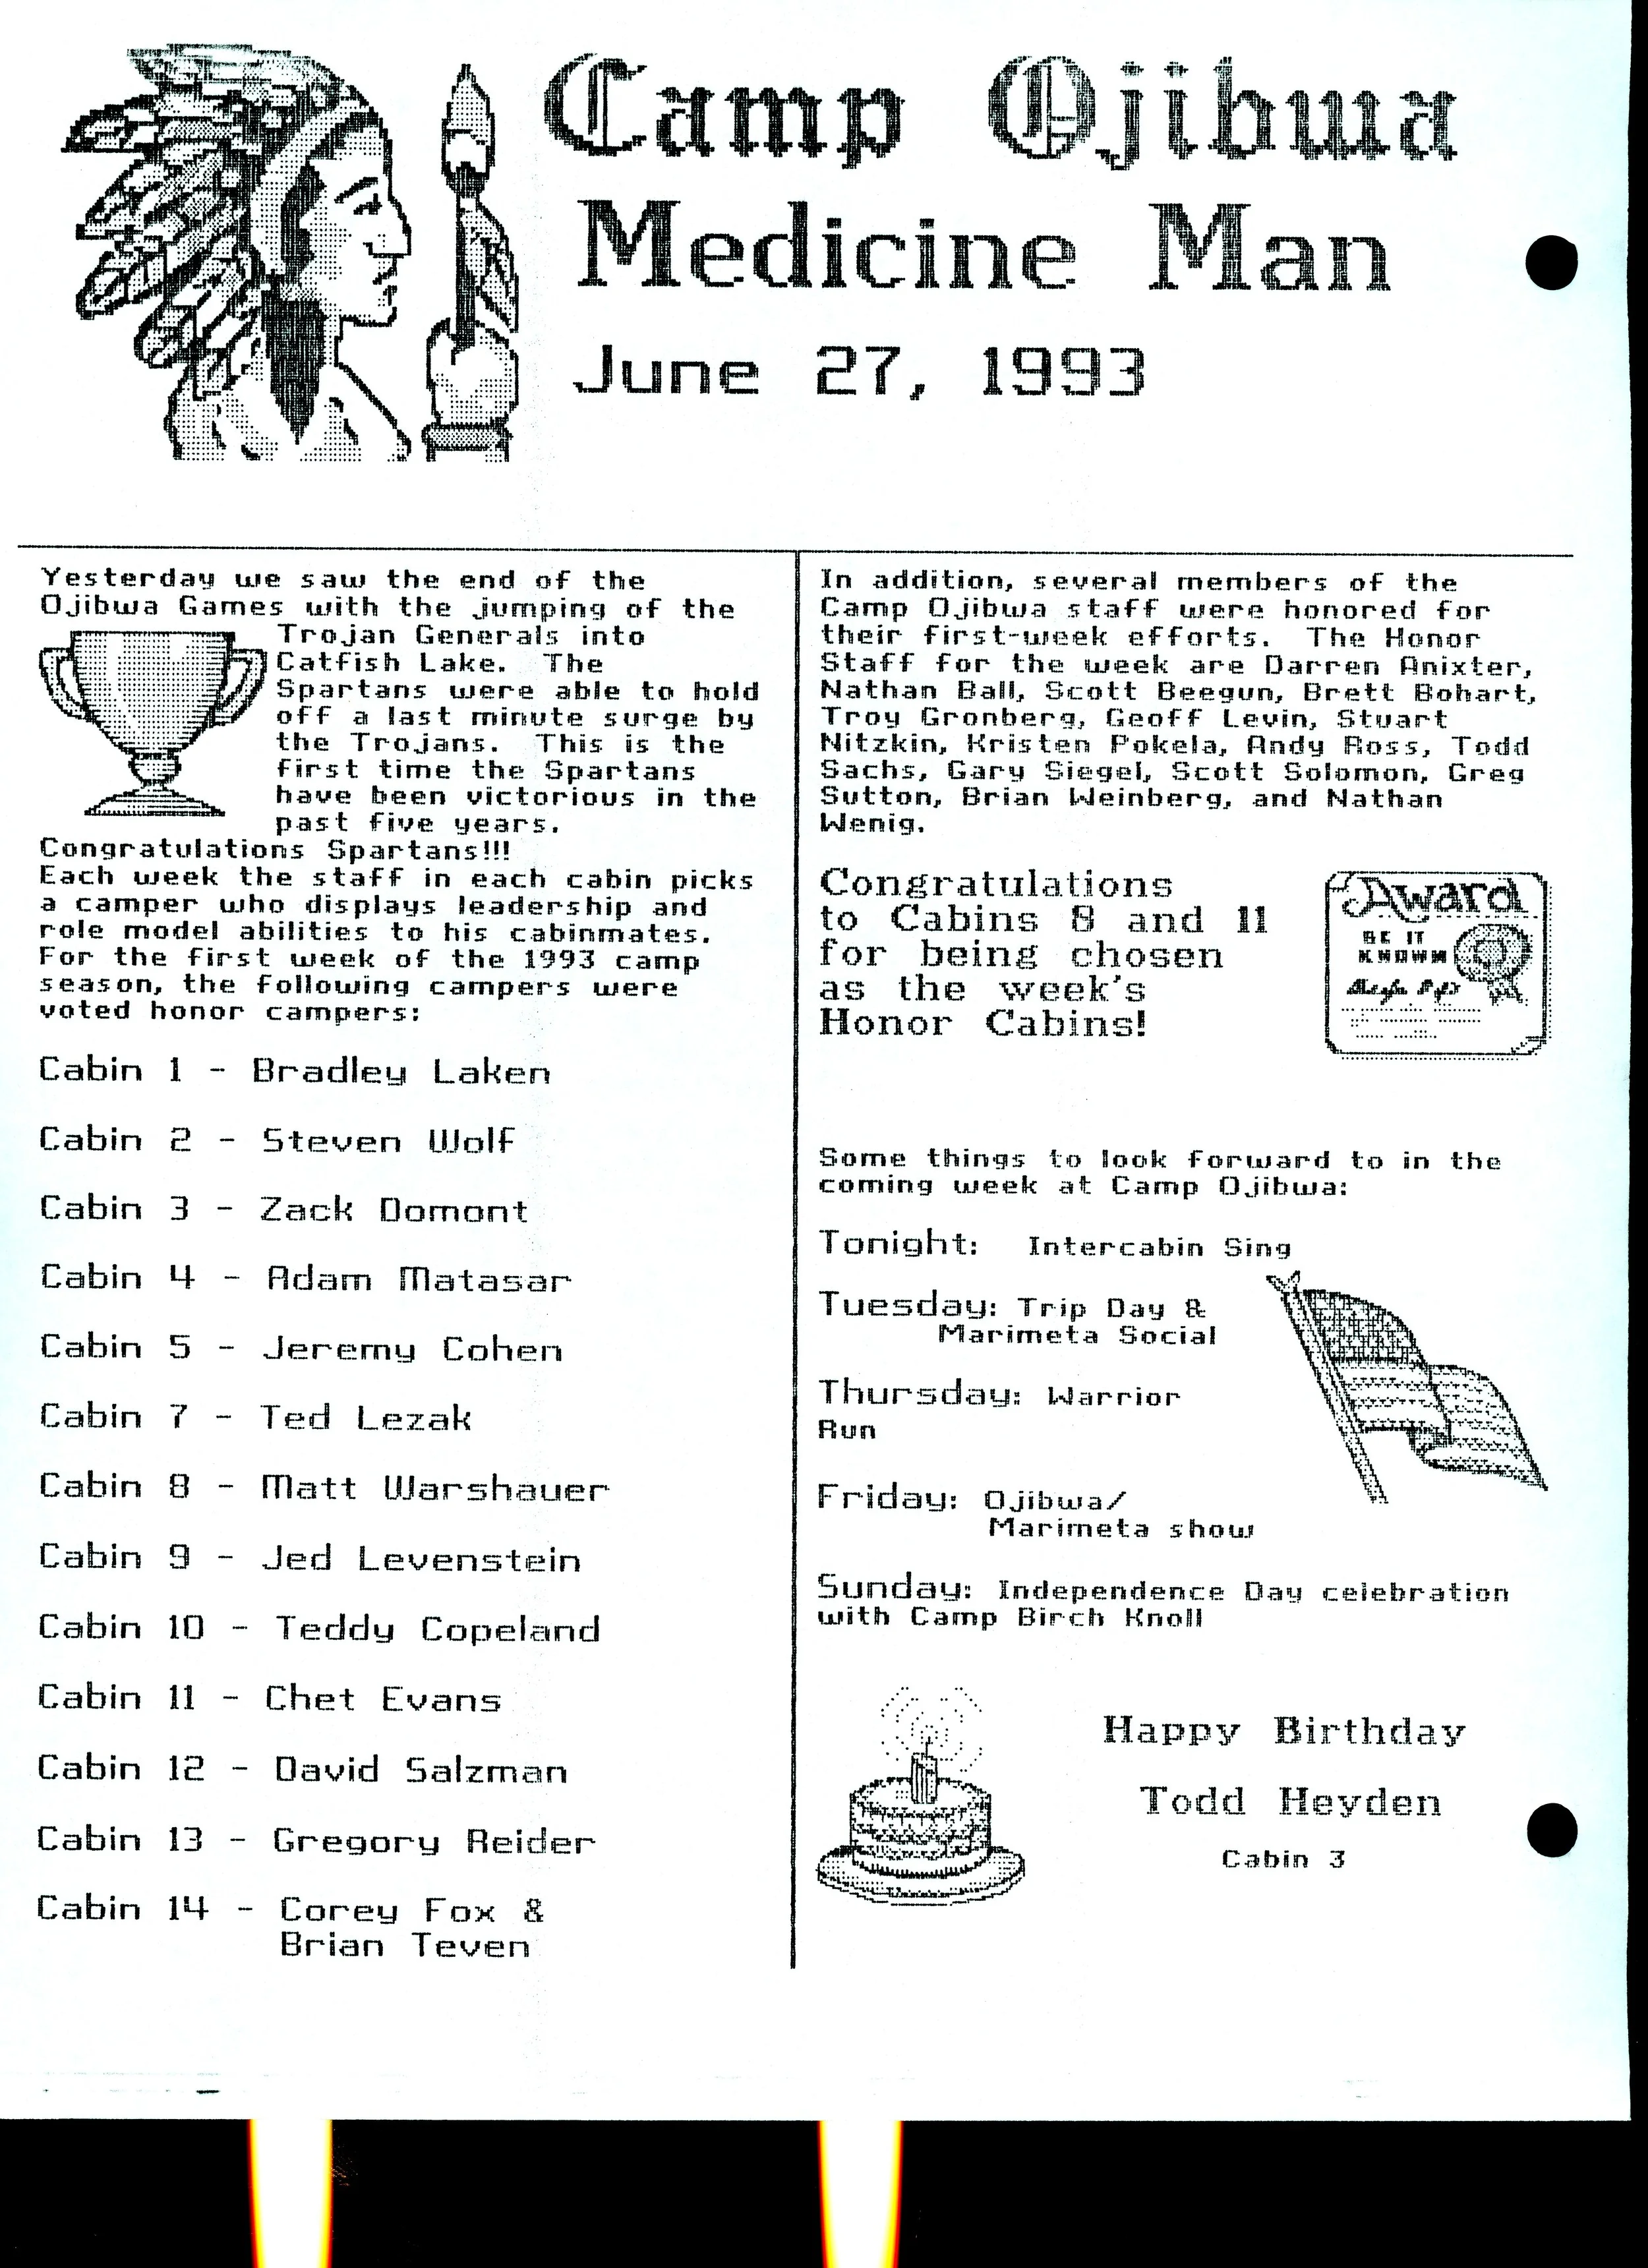 Camp Ojibwa
Medicine Man
June 27, 1993
Yesterday we saw the end of the
Ojibwa Games with the jumping of the
Trojan Generals into
Catfish Lake. The
Spartans were able to hold
off a last minute surge by
the Trojans. This is the
first time the Spartans
have been victorious in the
past five years.
Congratulations Spartans!!!
Each week the staff in each cabin picks
a camper who displays leadership and
role model abilities to his cabinmates.
For the first week of the 1993 camp
season, the following campers were
voted honor campers:
Cabin 1 - Bradley Laken
Cabin 2 - Steven Wolf
Cabin 3 - Zack Domont
Cabin 4 - Adam Matasar
Cabin 5 - Jeremy Cohen
Cabin 7 - Ted Lezak
Cabin 8 - Matt Warshauer
Cabin 9 - Jed Levenstein
Cabin 10 - Teddy Copeland
Cabin 11 - Chet Evans
Cabin 12 - David Salzman
Cabin 13 - Gregory Reider
Cabin 14 - Corey Fox &
Brian Teven
In addition, several members of the
Camp Ojibwa staff were honored for
their first-week efforts. The Honor
Staff for the week are Darren Anixter,
Nathan Ball, Scott Beegun, Brett Bohart,
Troy Gronberg, Geoff Levin, Stuart
Nitzkin, Kristen Pokela, Andy Ross, Todd
Sachs, Gary Siegel, Scott Solomon, Greg
Sutton, Brian Weinberg, and Nathan
Wenig.
Congratulations
to Cabins 8 and 11
for being chosen
as the week's
Honor Cabins!
Award
BE IT
KNOWN
Some things to look forward to in the
coming week at Camp Ojibwa:
Tonight: Intercabin Sing
Tuesday: Trip Day &
Marimeta Social
Thursday: Warrior
Run
Friday: Ojibwa/
Marimeta show
Sunday: Independence Day celebration
with Camp Birch Knoll
Happy Birthday
Todd Heyden
Cabin 3